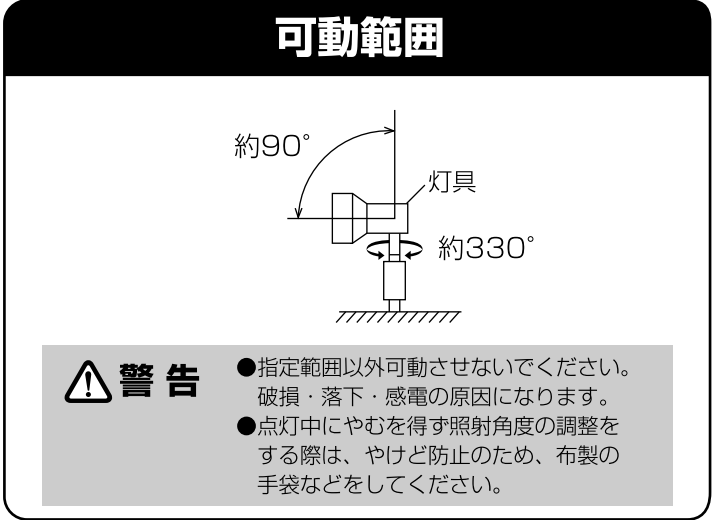 可動範囲
約90°
灯具
約330°
警告
●指定範囲以外可動させないでください。
破損・落下・感電の原因になります。
●点灯中にやむを得ず照射角度の調整を
する際は、やけど防止のため、布製の
手袋などをしてください。